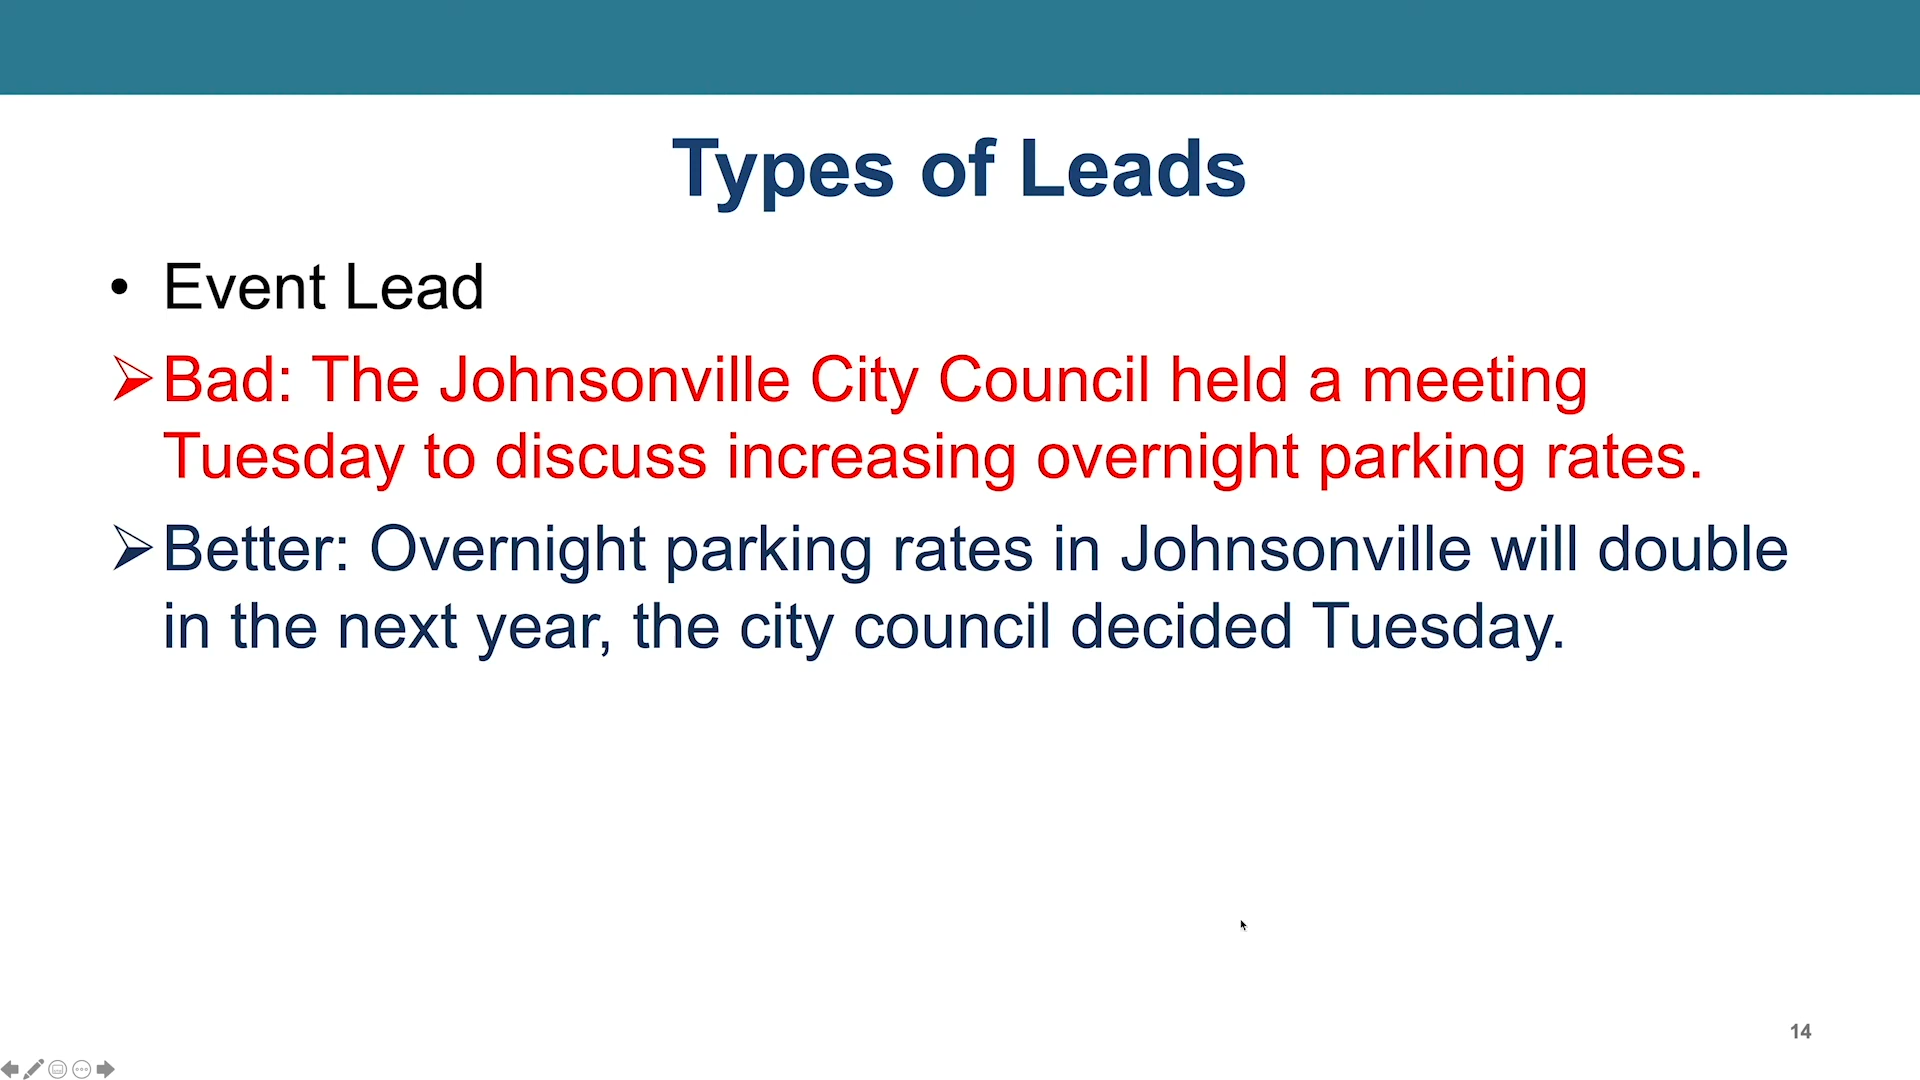 Types of Leads
• Event Lead
➢ Bad: The Johnsonville City Council held a meeting
Tuesday to discuss increasing overnight parking rates.
➢ Better: Overnight parking rates in Johnsonville will double
in the next year, the city council decided Tuesday.
14